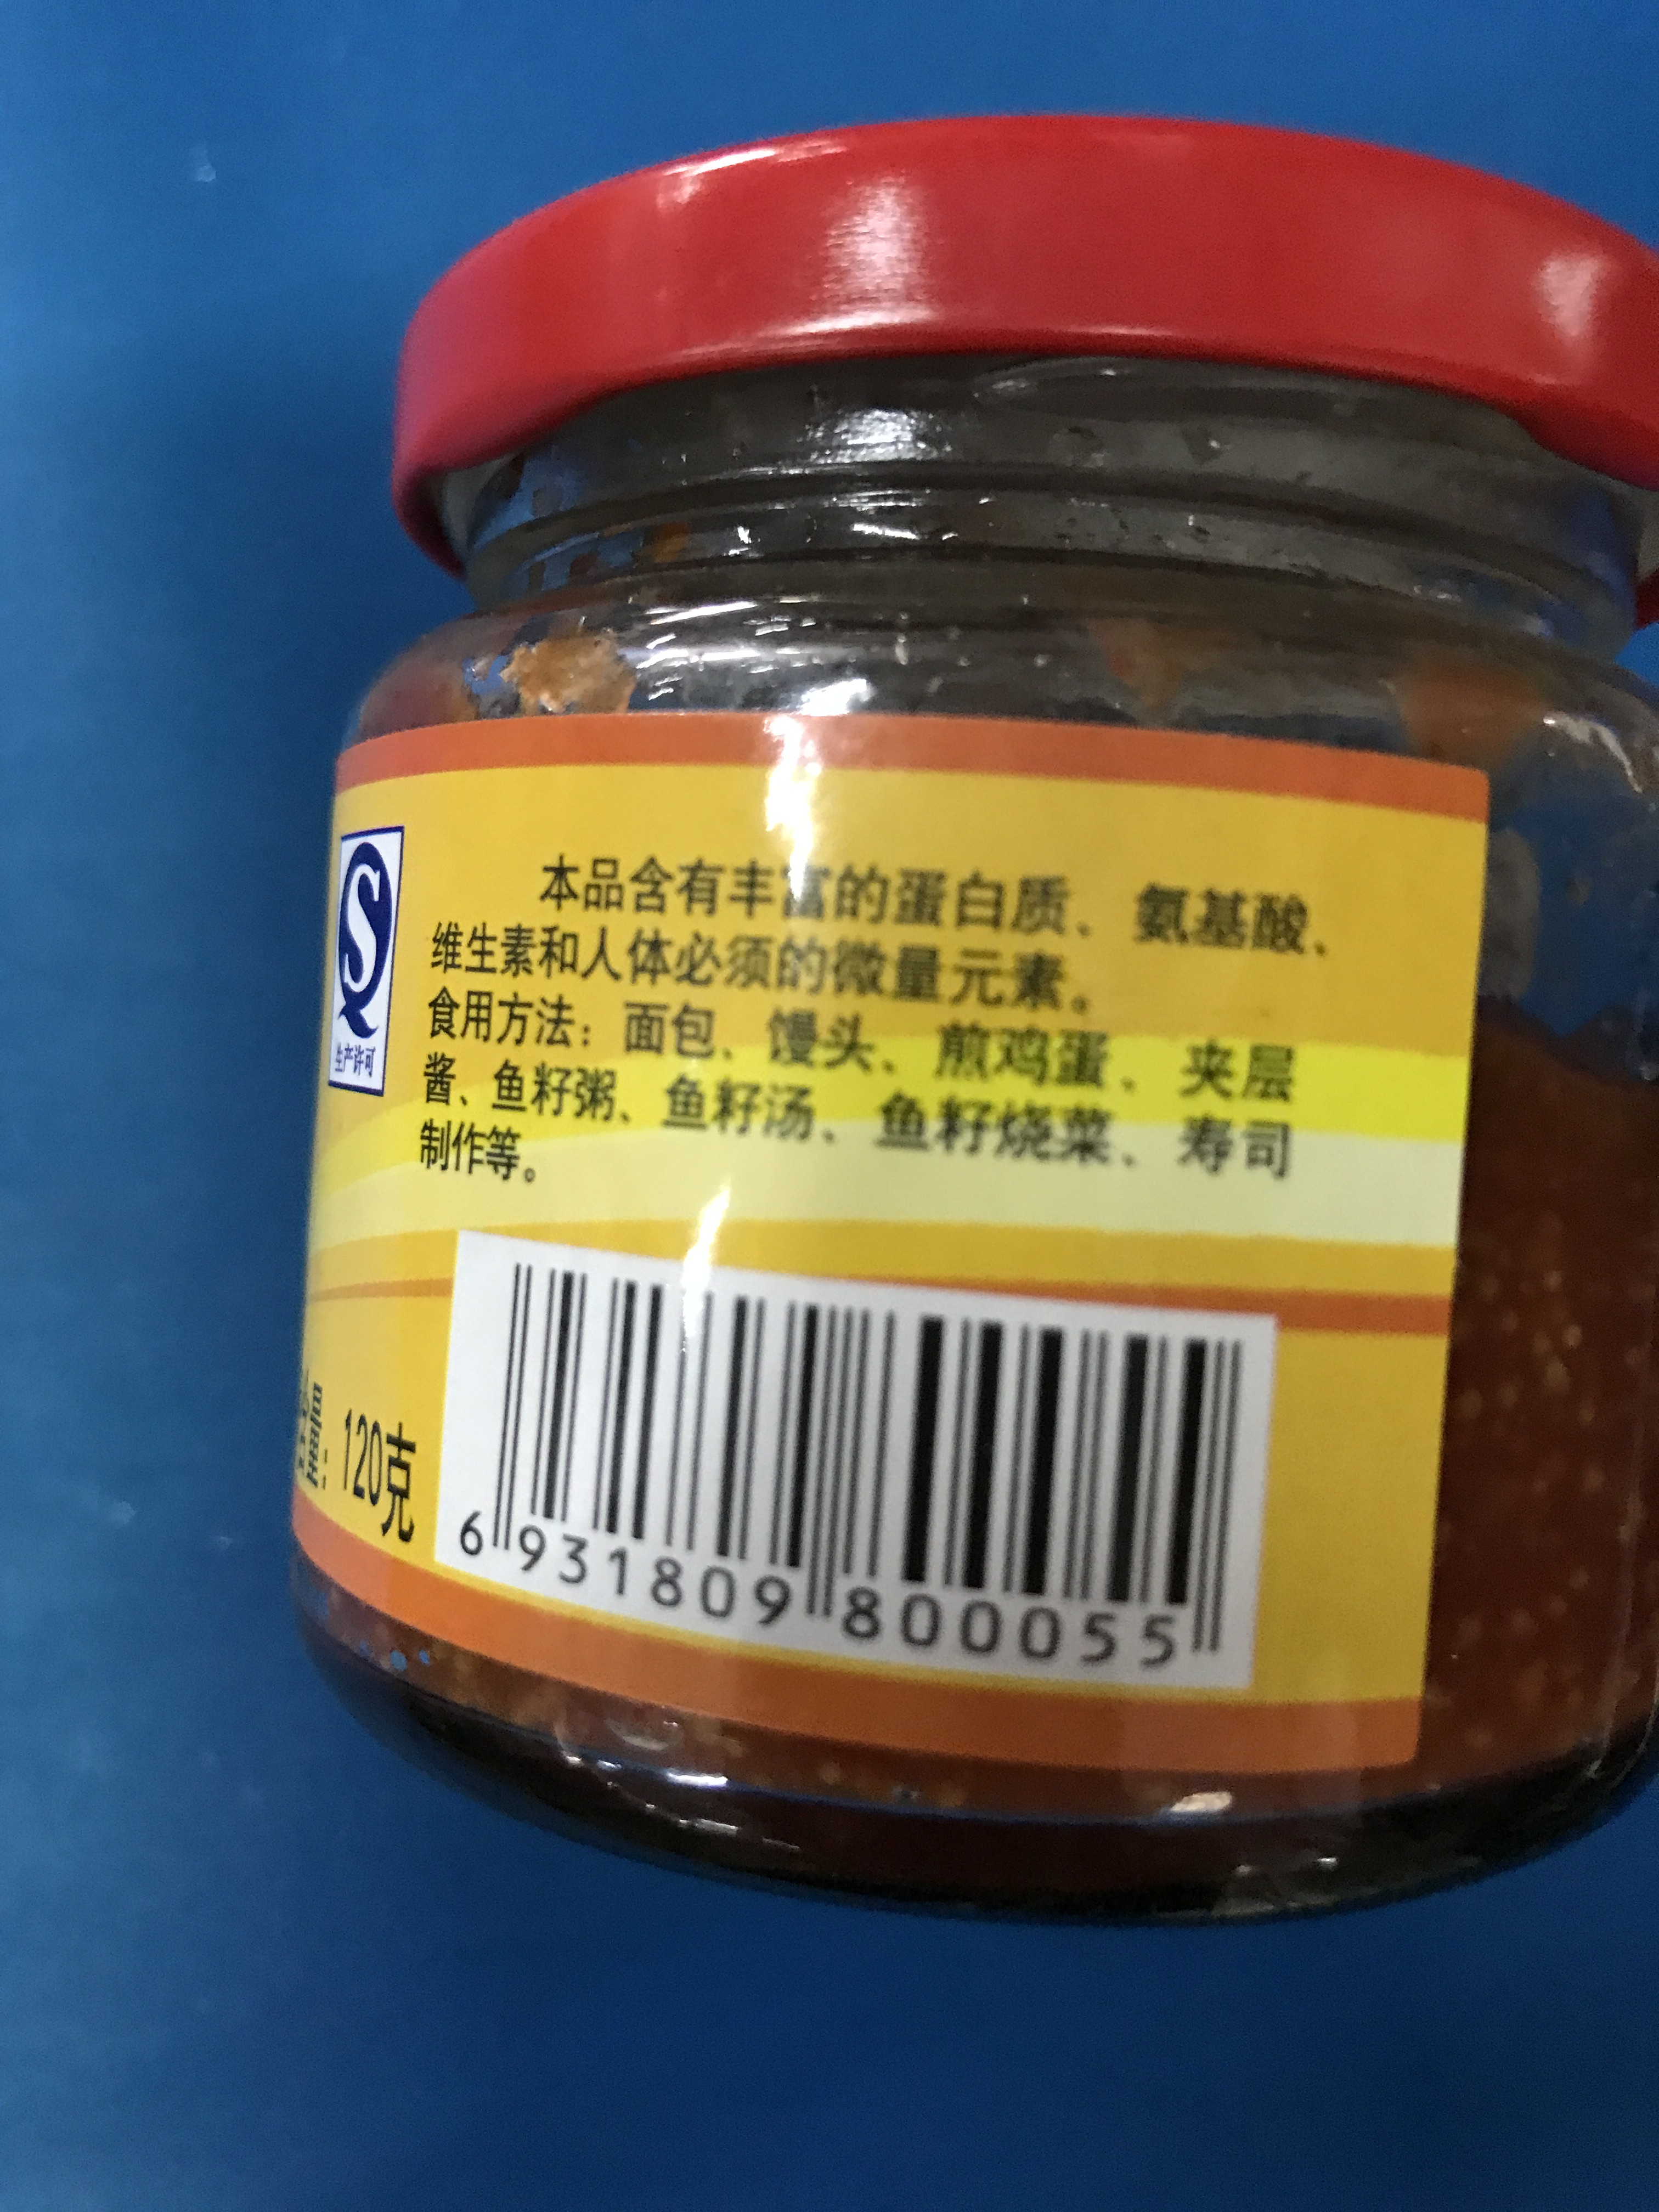 QS
生产许可
本品含有丰富的蛋白质、氨基酸、
维生素和人体必须的微量元素。
食用方法：面包、馒头、煎鸡蛋、夹层
酱、鱼籽粥、鱼籽汤、鱼籽烧菜、寿司
制作等。
量：120克
6 931809 800055